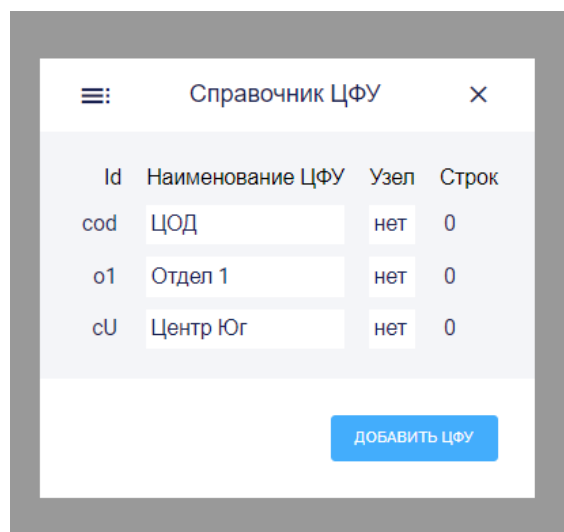 Справочник ЦФУ
Id Наименование ЦФУ Узел Строк
cod ЦОД нет 0
o1 Отдел 1 нет 0
cU Центр Юг нет 0
ДОБАВИТЬ ЦФУ